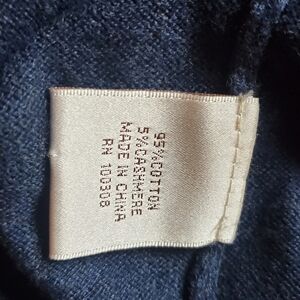 95%COTTON
5%CASHMERE
MADE IN CHINA
RN 100308